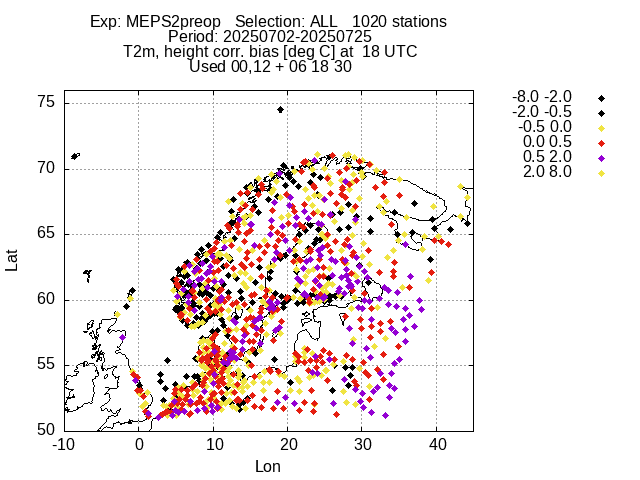 Exp: MEPS2preop   Selection: ALL   1020 stations
Period: 20250702-20250725
T2m, height corr. bias [deg C] at  18 UTC
Used 00,12 + 06 18 30
-8.0 -2.0
-2.0 -0.5
-0.5 0.0
0.0 0.5
0.5 2.0
2.0 8.0
75
70
65
60
55
50
Lat
-10 0 10 20 30 40
Lon